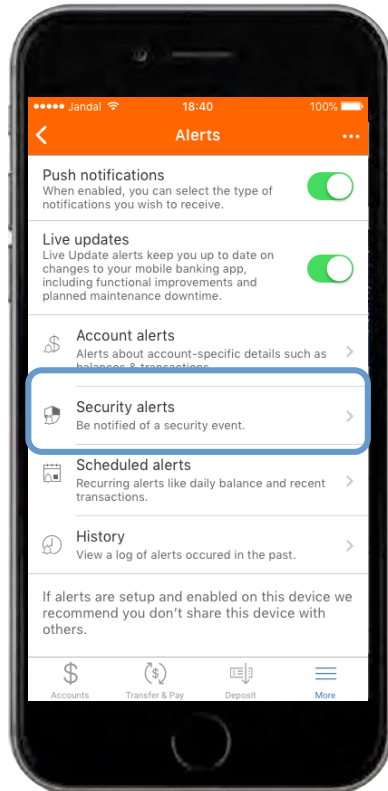 Jandal 18:40 100%
Alerts
Push notifications
When enabled, you can select the type of
notifications you wish to receive.
Live updates
Live Update alerts keep you up to date on
changes to your mobile banking app,
including functional improvements and
planned maintenance downtime.
Account alerts
Alerts about account-specific details such as
balances & transactions.
Security alerts
Be notified of a security event.
Scheduled alerts
Recurring alerts like daily balance and recent
transactions.
History
View a log of alerts occured in the past.
If alerts are setup and enabled on this device we
recommend you don't share this device with
others.
Accounts Transfer & Pay Deposit More